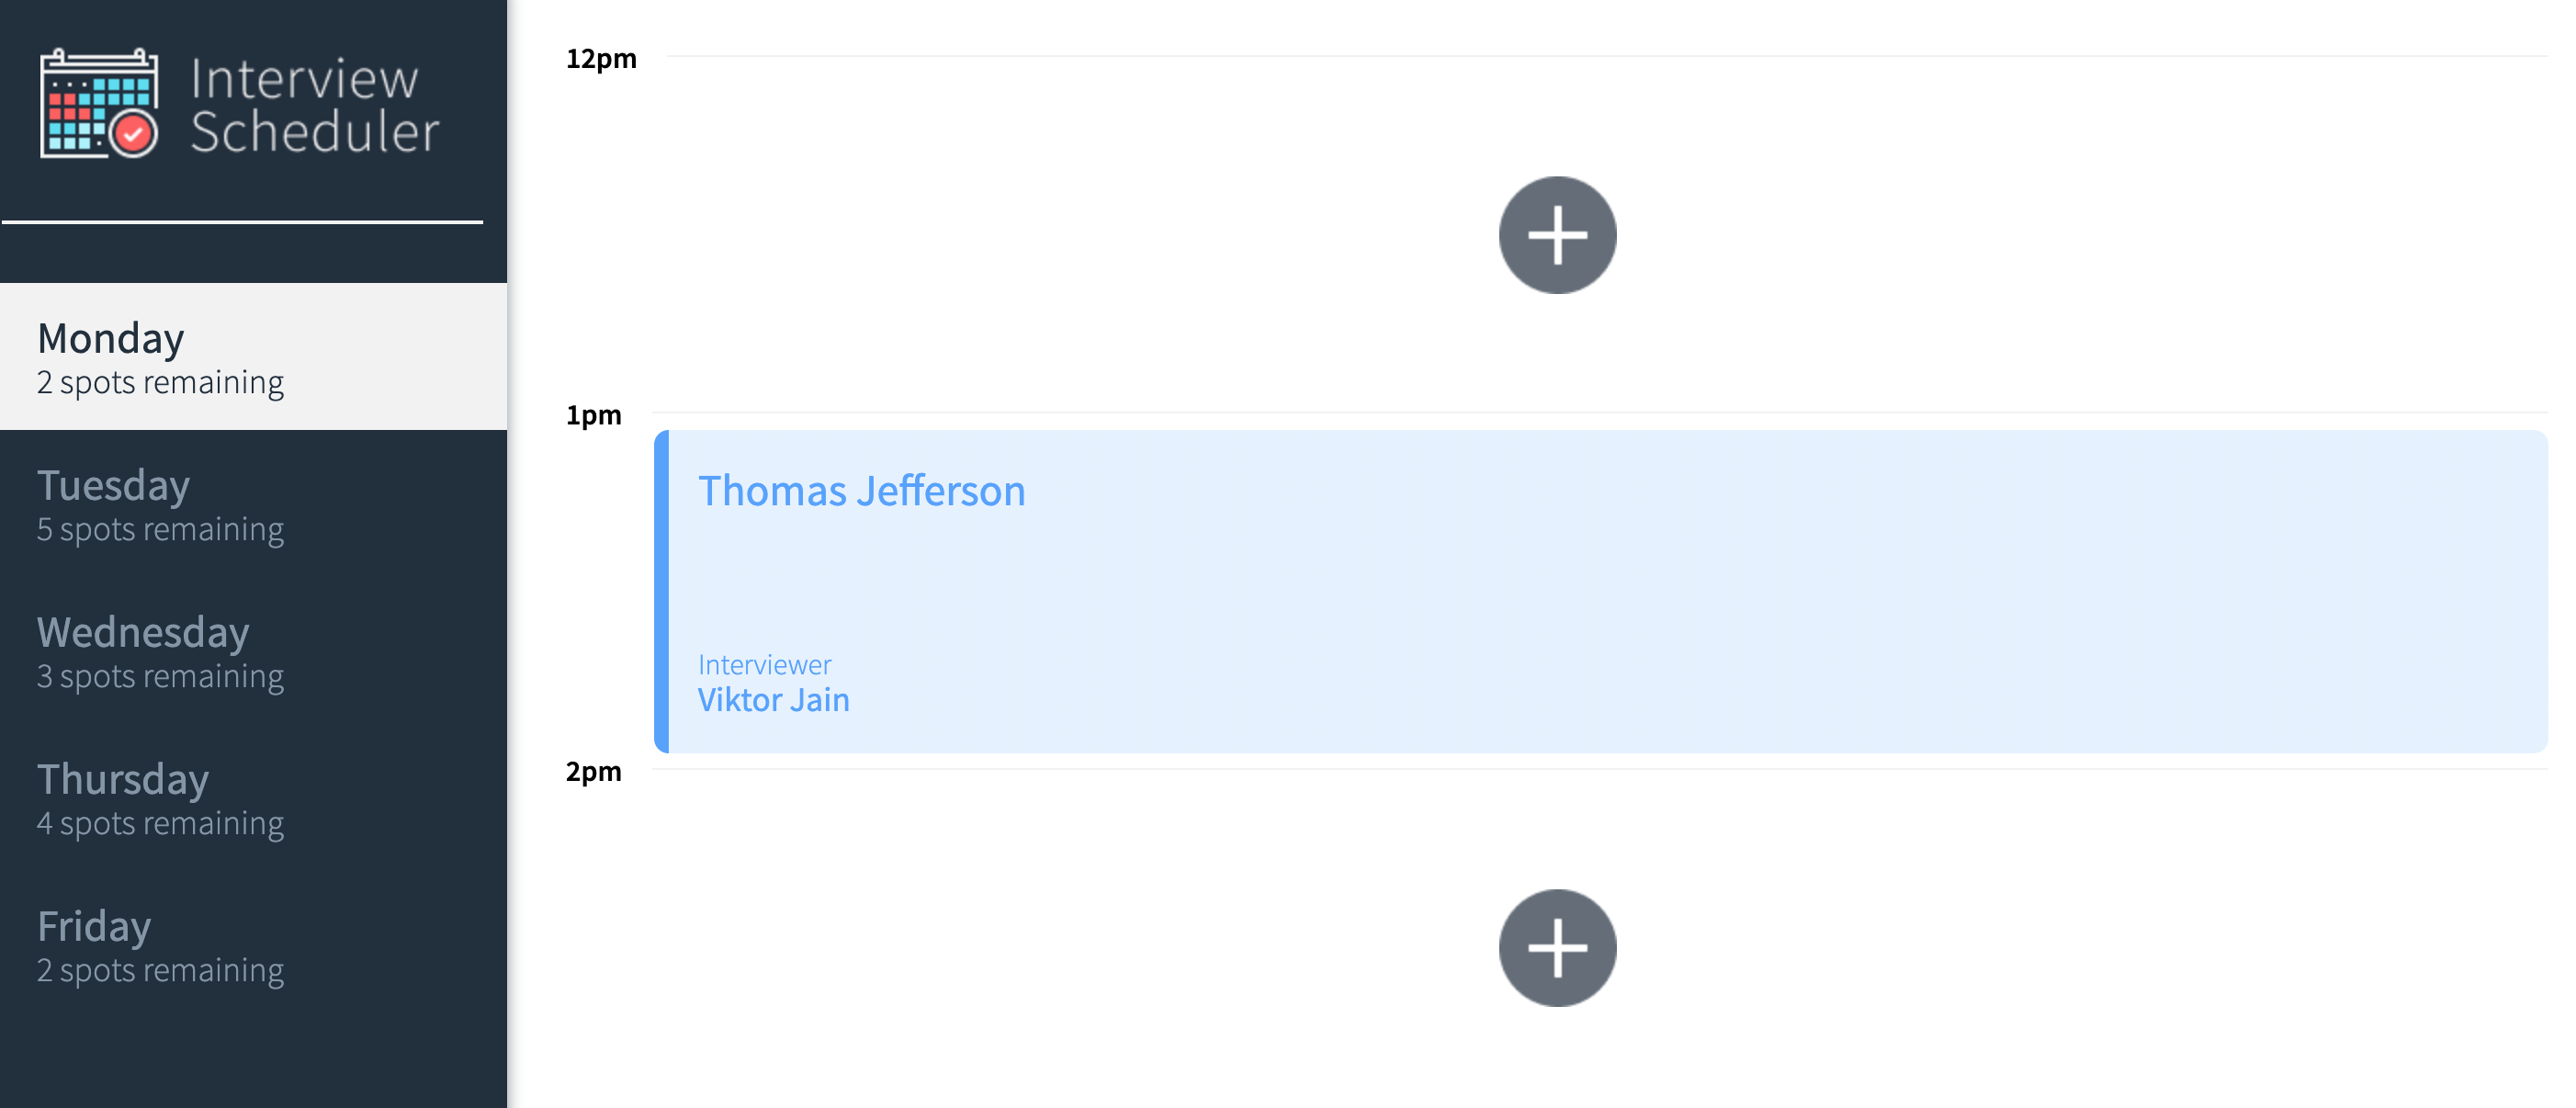 Interview
Scheduler
Monday
2 spots remaining
Tuesday
5 spots remaining
Wednesday
3 spots remaining
Thursday
4 spots remaining
Friday
2 spots remaining
12pm
1pm
Thomas Jefferson
Interviewer
Viktor Jain
2pm